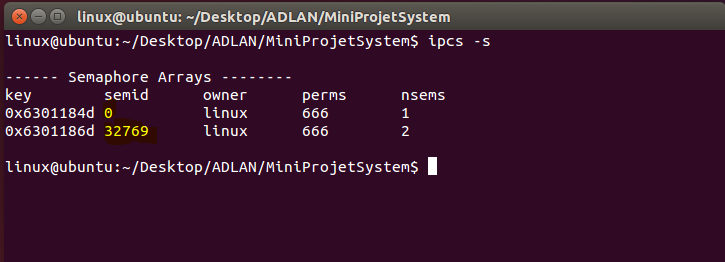 linux@ubuntu: ~/Desktop/ADLAN/MiniProjetSystem
linux@ubuntu:~/Desktop/ADLAN/MiniProjetSystem$ ipcs -s
------ Semaphore Arrays --------
key semid owner perms nsems
0x6301184d 0 linux 666 1
0x6301186d 32769 linux 666 2
linux@ubuntu:~/Desktop/ADLAN/MiniProjetSystem$